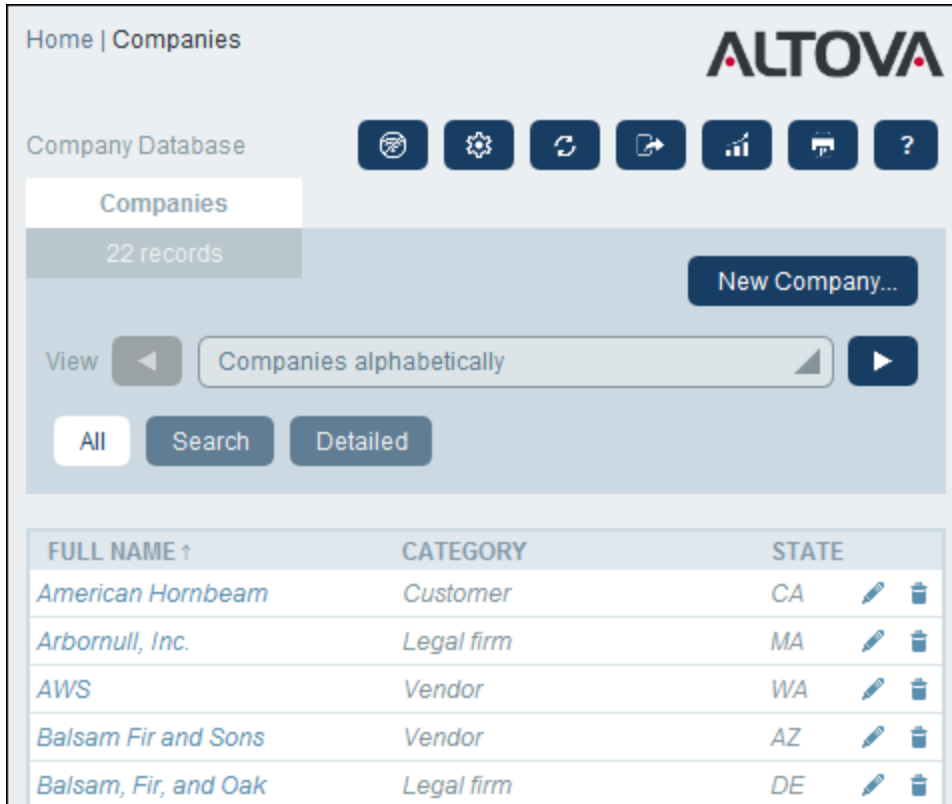 Home | Companies
ALTOVA
Company Database
?
Companies
22 records
New Company...
View
Companies alphabetically
All Search Detailed
FULL NAME ↑ CATEGORY STATE
American Hornbeam Customer CA
Arbornull, Inc. Legal firm MA
AWS Vendor WA
Balsam Fir and Sons Vendor AZ
Balsam, Fir, and Oak Legal firm DE